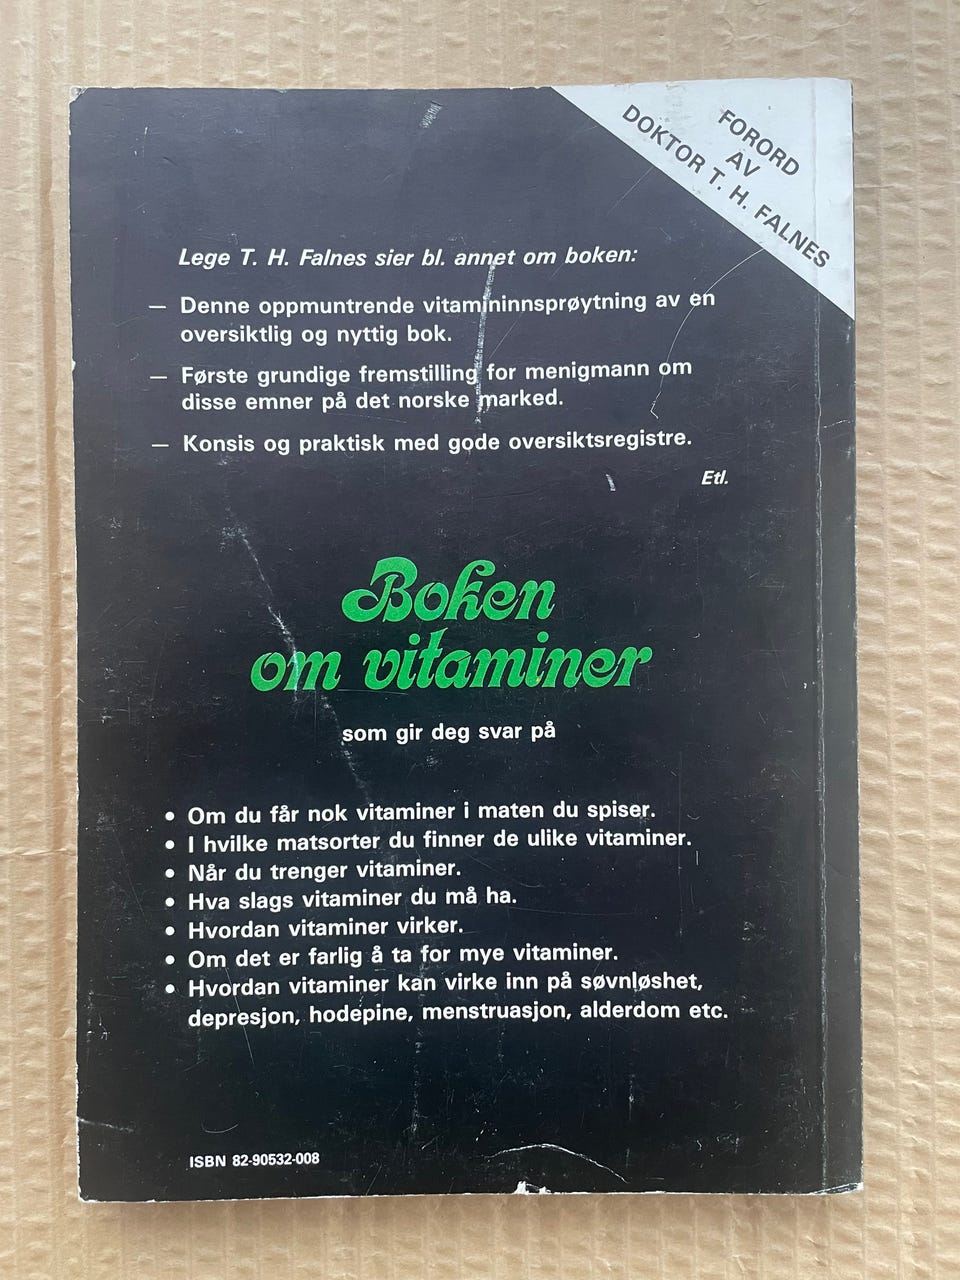 FORORD
AV
DOKTOR T. H. FALNES
Lege T. H. Falnes sier bl. annet om boken:
— Denne oppmuntrende vitamininnsprøytning av en
oversiktlig og nyttig bok.
— Første grundige fremstilling for menigmann om
disse emner på det norske marked.
— Konsis og praktisk med gode oversiktsregistre.
Etl.
Boken
om vitaminer
som gir deg svar på
• Om du får nok vitaminer i maten du spiser.
• I hvilke matsorter du finner de ulike vitaminer.
• Når du trenger vitaminer.
• Hva slags vitaminer du må ha.
• Hvordan vitaminer virker.
• Om det er farlig å ta for mye vitaminer.
• Hvordan vitaminer kan virke inn på søvnløshet,
depresjon, hodepine, menstruasjon, alderdom etc.
ISBN 82-90532-008